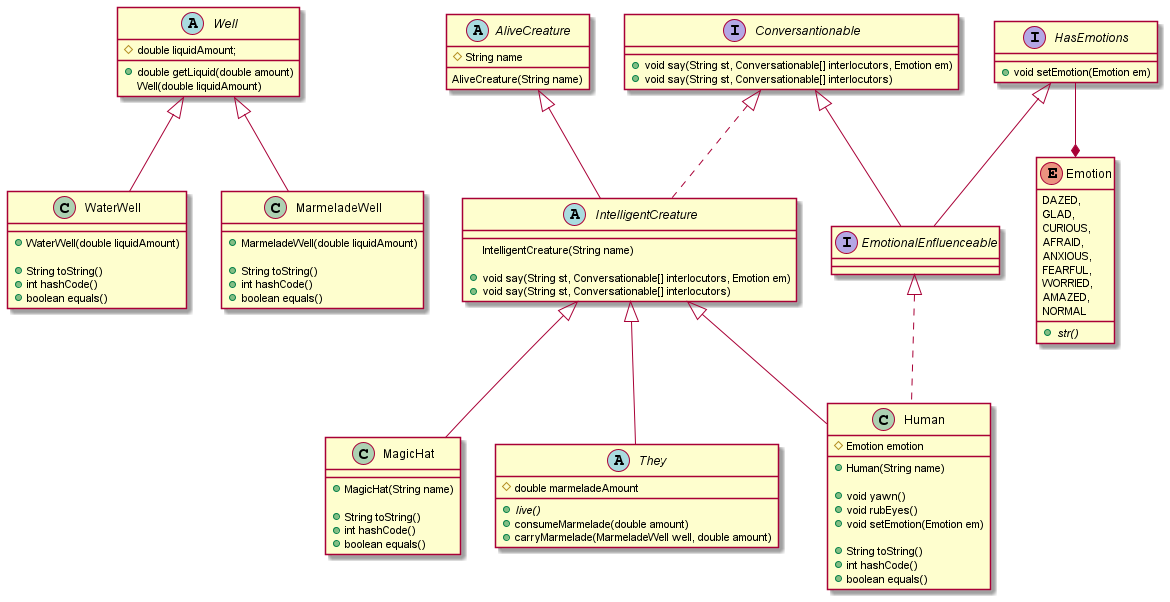 A Well
double liquidAmount;
double getLiquid(double amount)
Well(double liquidAmount)
A AliveCreature
String name
AliveCreature(String name)
I Conversantionable
void say(String st, Conversationable[] interlocutors, Emotion em)
void say(String st, Conversationable[] interlocutors)
I HasEmotions
void setEmotion(Emotion em)
C WaterWell
WaterWell(double liquidAmount)
String toString()
int hashCode()
boolean equals()
C MarmeladeWell
MarmeladeWell(double liquidAmount)
String toString()
int hashCode()
boolean equals()
A IntelligentCreature
IntelligentCreature(String name)
void say(String st, Conversationable[] interlocutors, Emotion em)
void say(String st, Conversationable[] interlocutors)
I EmotionalEnfluenceable
E Emotion
DAZED,
GLAD,
CURIOUS,
AFRAID,
ANXIOUS,
FEARFUL,
WORRIED,
AMAZED,
NORMAL
str()
C MagicHat
MagicHat(String name)
String toString()
int hashCode()
boolean equals()
A They
double marmeladAmount
live()
consumeMarmelade(double amount)
carryMarmelade(MarmeladeWell well, double amount)
C Human
Emotion emotion
Human(String name)
void yawn()
void rubEyes()
void setEmotion(Emotion em)
String toString()
int hashCode()
boolean equals()